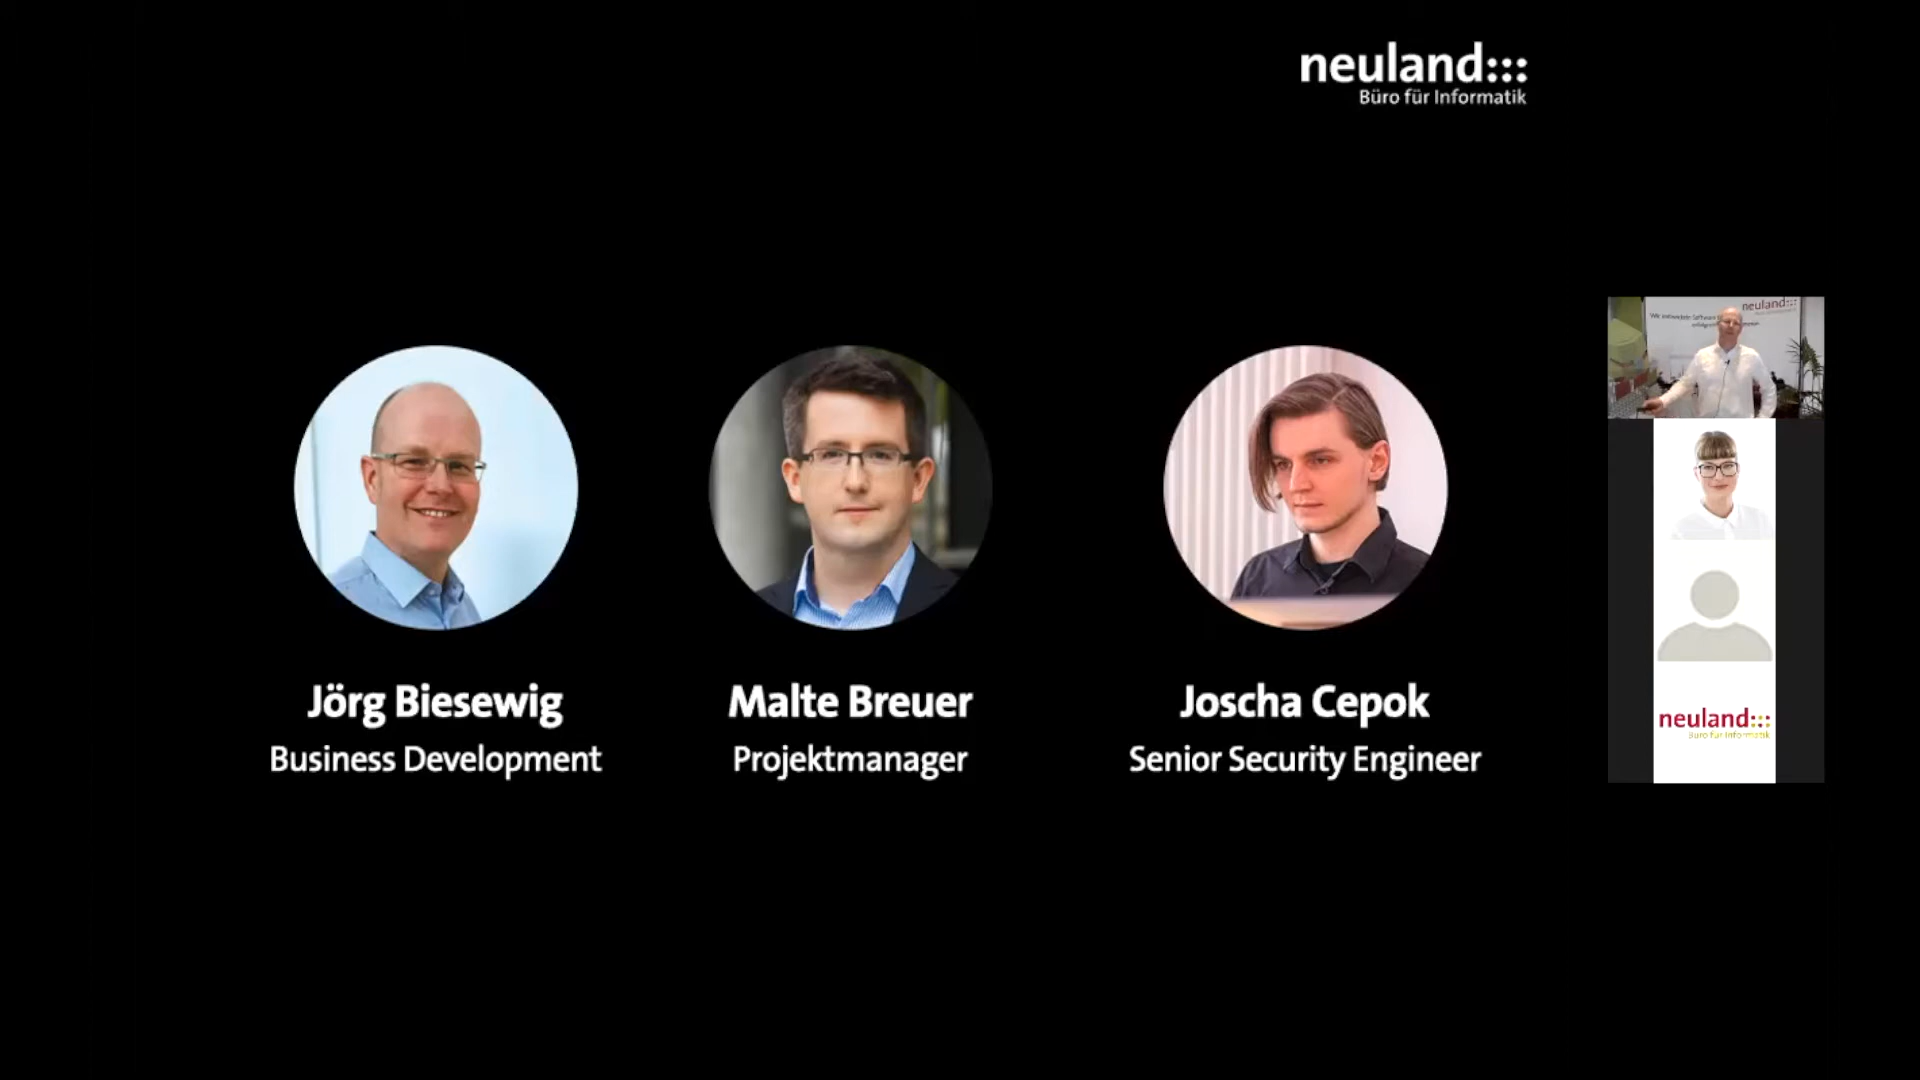 neuland:::
Büro für Informatik
Jörg Biesewig
Business Development
Malte Breuer
Projektmanager
Joscha Cepok
Senior Security Engineer
neuland:::
neuland:::
Büro für Informatik